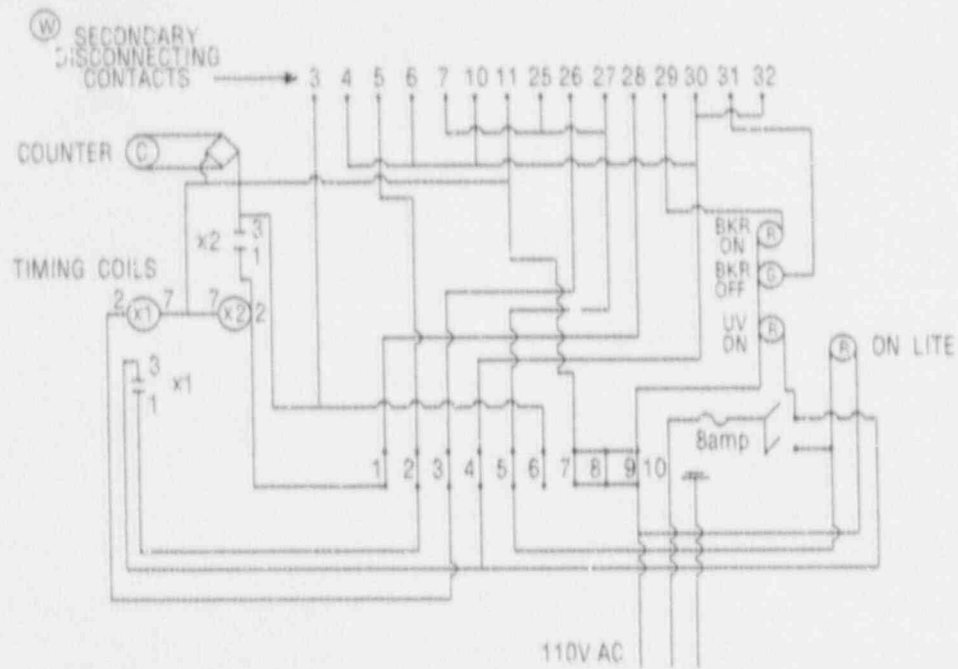 W
SECONDARY
DISCONNECTING
CONTACTS
3 4 5 6 7 10 11 25 26 27 28 29 30 31 32
COUNTER C
X2 3
1
BKR
ON R
BKR
OFF G
TIMING COILS
2 X1 7 7 X2 2
UV
ON R
R ON LITE
3
X1
1
8amp
1 2 3 4 5 6 7 8 9 10
110V AC